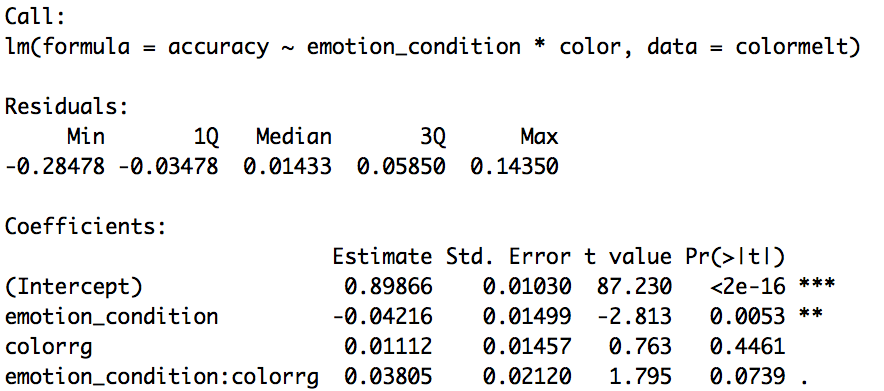 Call:
lm(formula = accuracy ~ emotion_condition * color, data = colormelt)
Residuals:
Min 1Q Median 3Q Max
-0.28478 -0.03478 0.01433 0.05850 0.14350
Coefficients:
Estimate Std. Error t value Pr(>|t|)
(Intercept) 0.89866 0.01030 87.230 <2e-16 ***
emotion_condition -0.04216 0.01499 -2.813 0.0053 **
colorrg 0.01112 0.01457 0.763 0.4461
emotion_condition:colorrg 0.03805 0.02120 1.795 0.0739 .